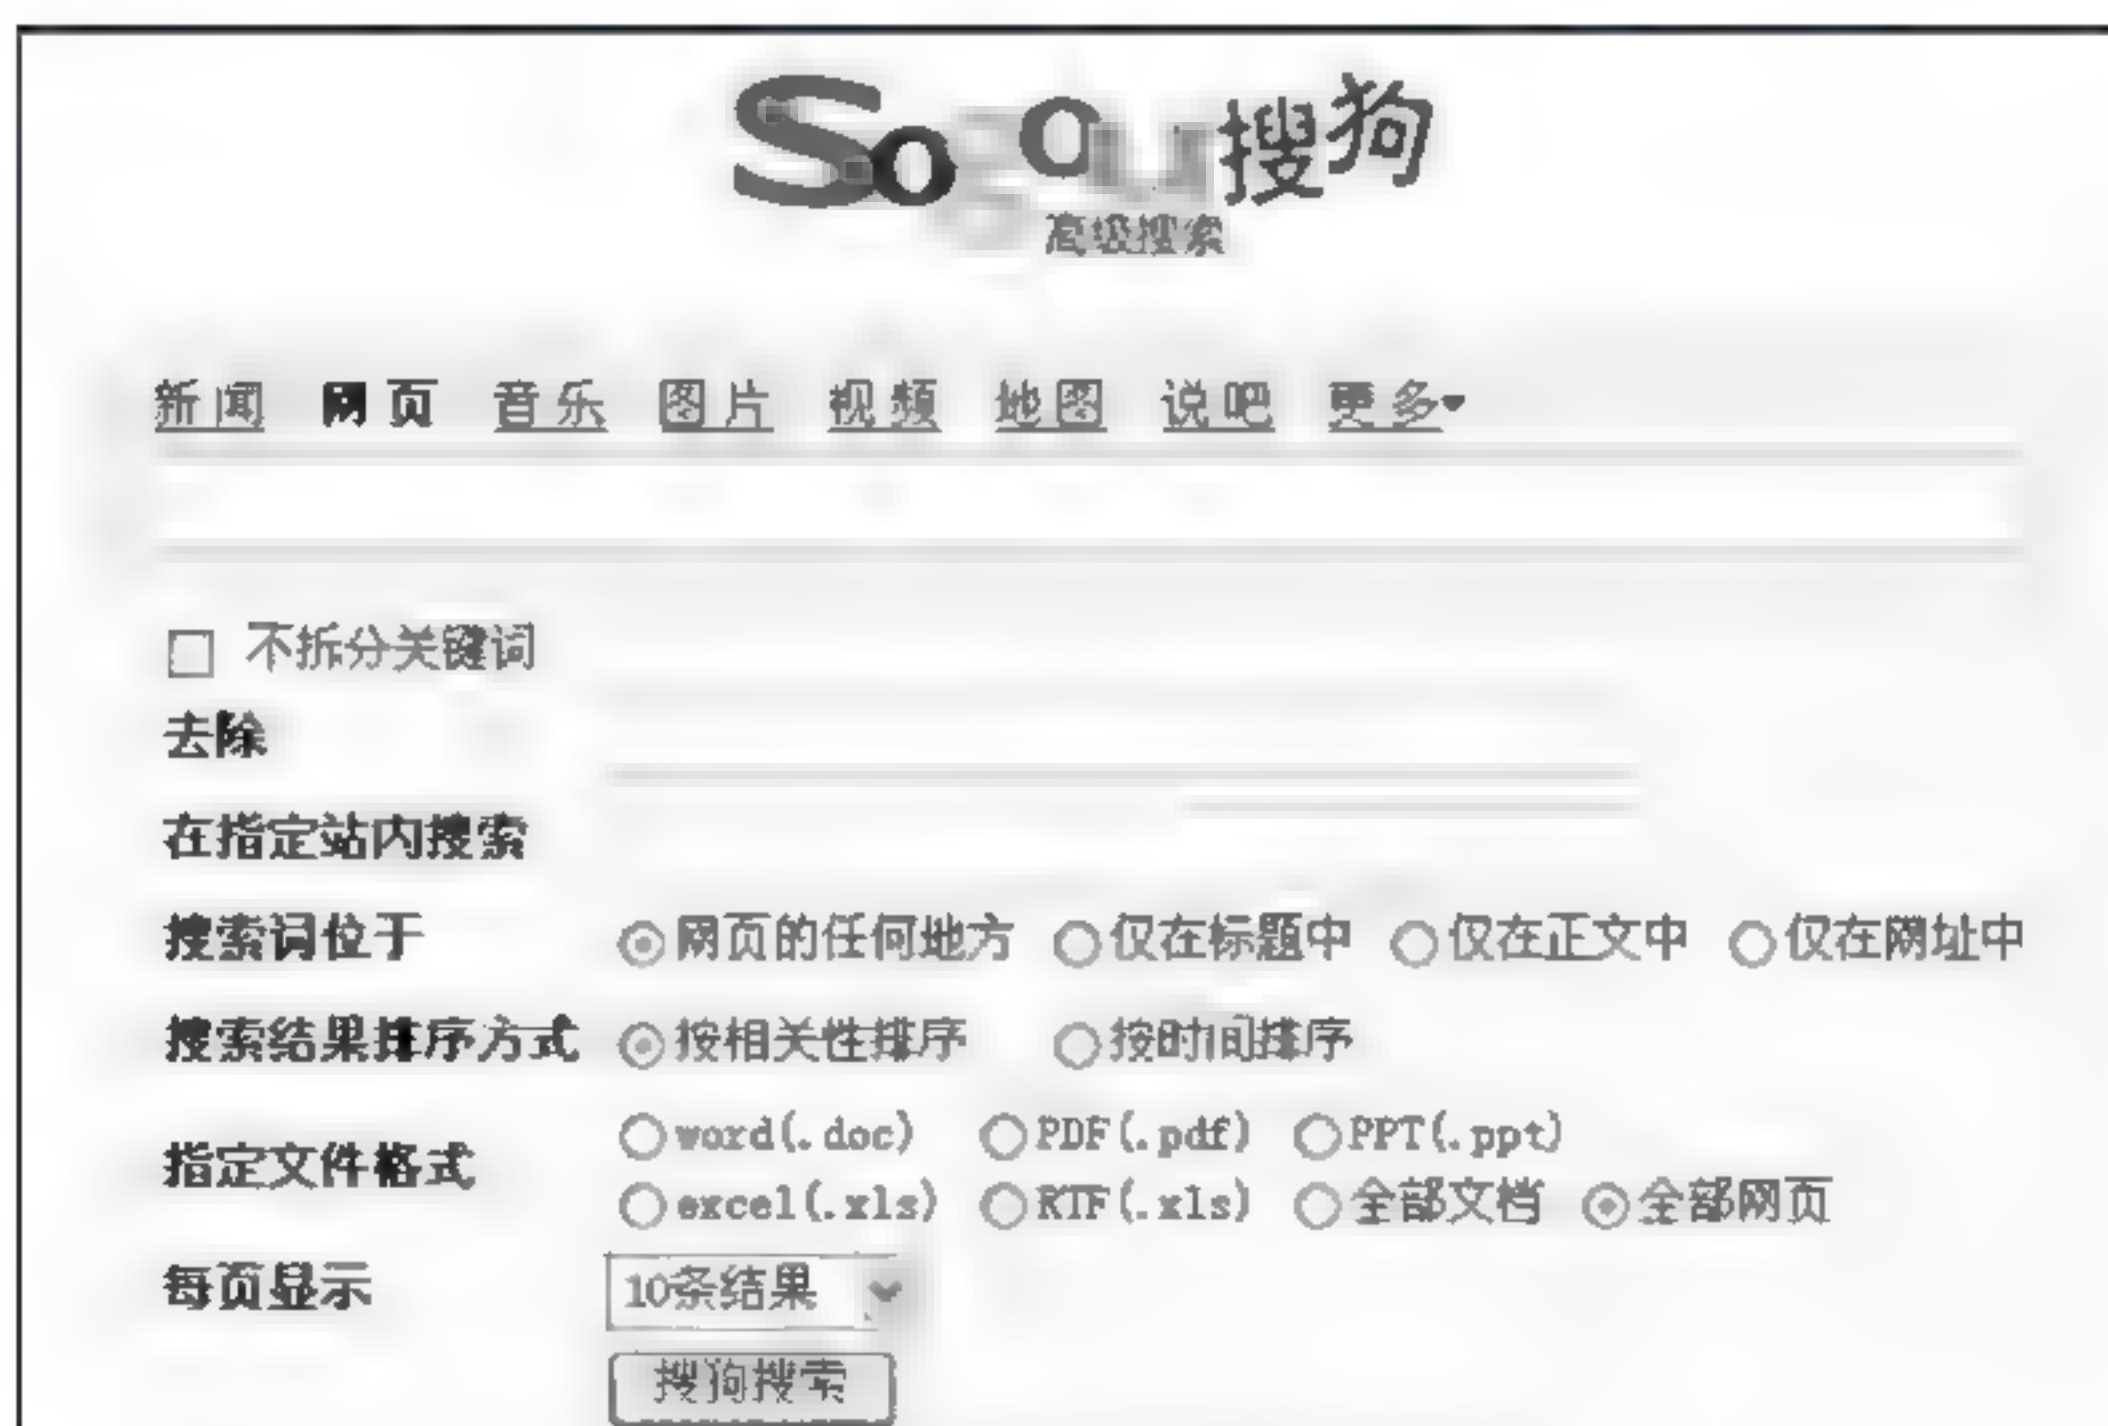 Sogou搜狗
高级搜索
新闻 网页 音乐 图片 视频 地图 说吧 更多
不拆分关键词
去除
在指定站内搜索
搜索词位于 网页的任何地方 仅在标题中 仅在正文中 仅在网址中
搜索结果排序方式 按相关性排序 按时间排序
指定文件格式 word(.doc) PDF(.pdf) PPT(.ppt)
excel(.xls) RTF(.xls) 全部文档 全部网页
每页显示 10条结果
搜狗搜索